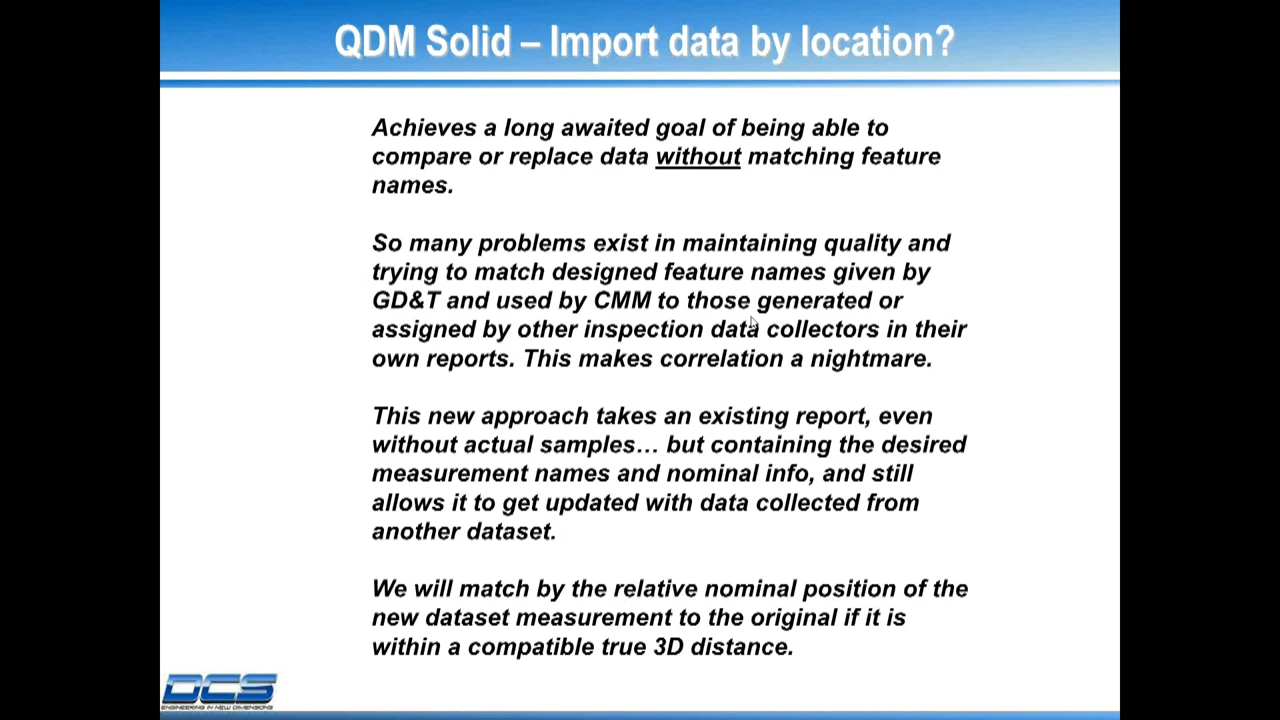 QDM Solid – Import data by location?
Achieves a long awaited goal of being able to
compare or replace data without matching feature
names.
So many problems exist in maintaining quality and
trying to match designed feature names given by
GD&T and used by CMM to those generated or
assigned by other inspection data collectors in their
own reports. This makes correlation a nightmare.
This new approach takes an existing report, even
without actual samples… but containing the desired
measurement names and nominal info, and still
allows it to get updated with data collected from
another dataset.
We will match by the relative nominal position of the
new dataset measurement to the original if it is
within a compatible true 3D distance.
DCS
ENGINEERING IN NEW DIMENSIONS